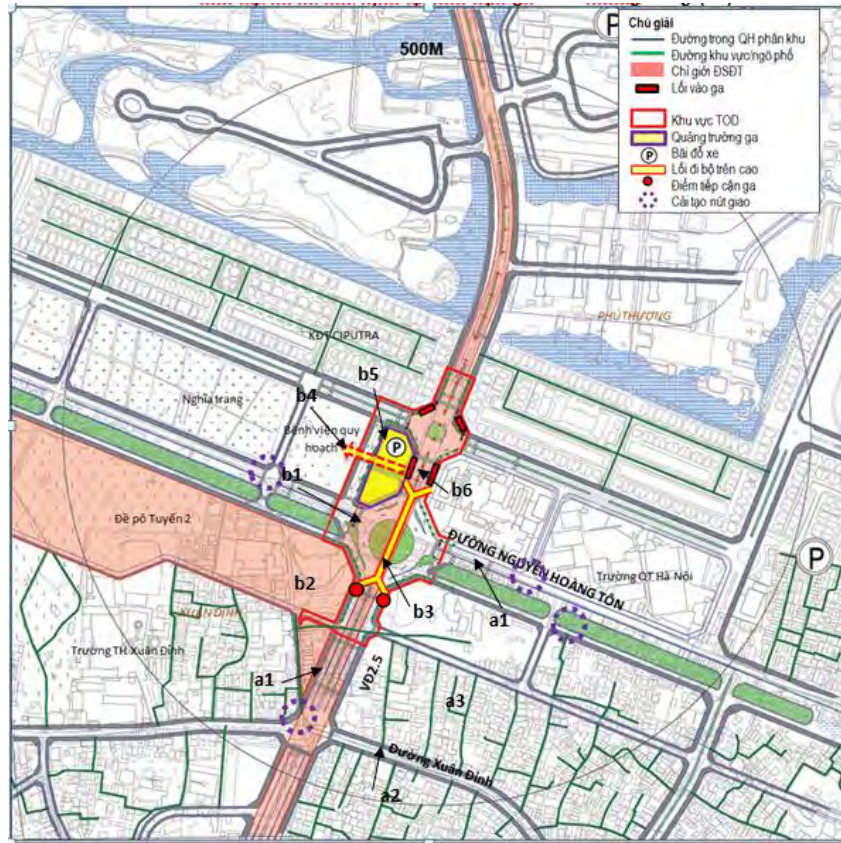 500M
P
Chú giải
Đường trong QH phân khu
Đường khu vực/ngõ phố
Chỉ giới ĐSĐT
Lối vào ga
Khu vực TOD
Quảng trường ga
P Bãi đỗ xe
Lối đi bộ trên cao
Điểm tiếp cận ga
Cải tạo nút giao
PHÚ THƯỢNG
KĐT CIPUTRA
Nghĩa trang
b5
b4
Bệnh viện quy
hoạch
P
b1
b6
Đề pô Tuyến 2
ĐƯỜNG NGUYỄN HOÀNG TÔN
P
Trường QT Hà Nội
b2
b3
a1
XUÂN ĐỈNH
Trường TH Xuân Đỉnh
a1
VĐ2.5
a3
Đường Xuân Đỉnh
a2